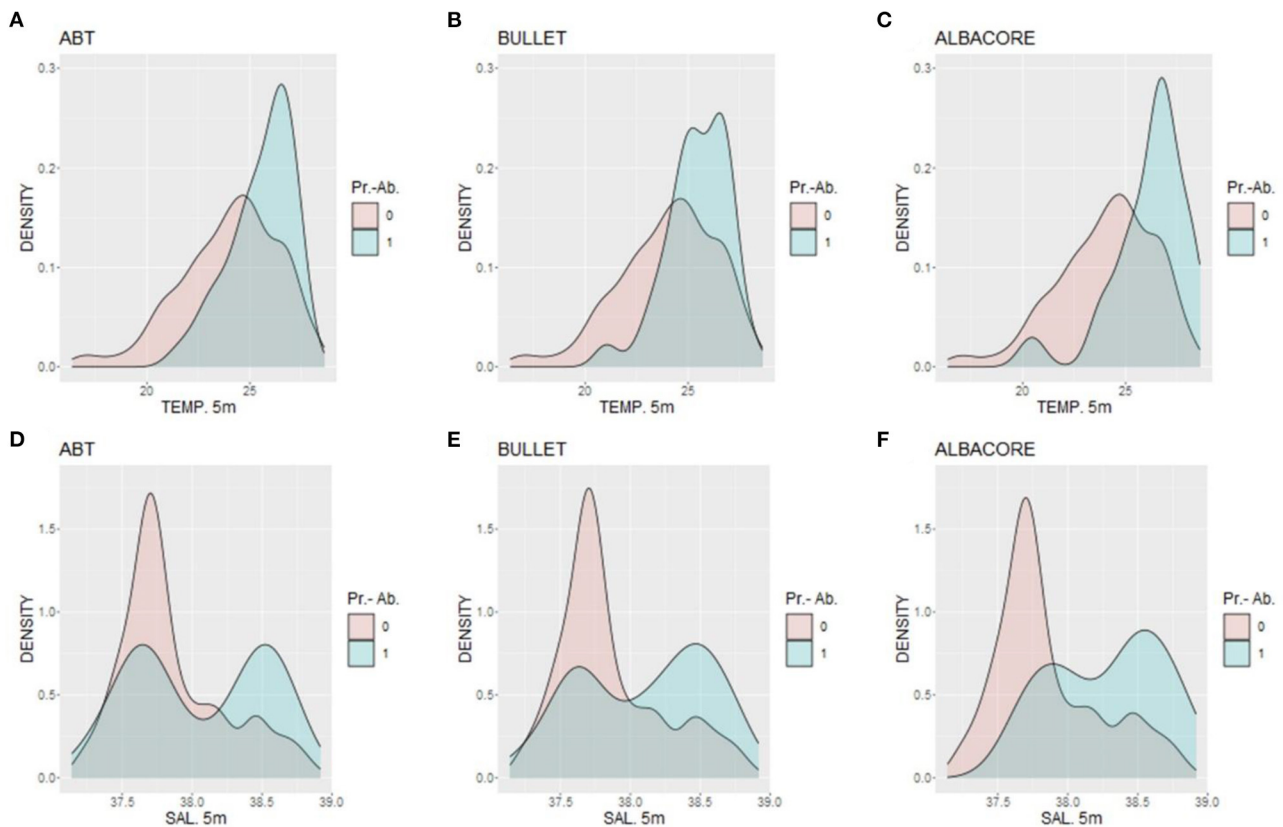 A
ABT
0.3
0.2
0.1
0.0
DENSITY
20
25
TEMP. 5m
Pr.-Ab.
0
1
B
BULLET
0.3
0.2
0.1
0.0
DENSITY
20
25
TEMP. 5m
Pr.-Ab.
0
1
C
ALBACORE
0.3
0.2
0.1
0.0
DENSITY
20
25
TEMP. 5m
Pr.-Ab.
0
1
D
ABT
1.5
1.0
0.5
0.0
DENSITY
37.5
38.0
38.5
39.0
SAL. 5m
Pr.- Ab.
0
1
E
BULLET
1.5
1.0
0.5
0.0
DENSITY
37.5
38.0
38.5
39.0
SAL. 5m
Pr.- Ab.
0
1
F
ALBACORE
1.5
1.0
0.5
0.0
DENSITY
37.5
38.0
38.5
39.0
SAL. 5m
Pr.- Ab.
0
1